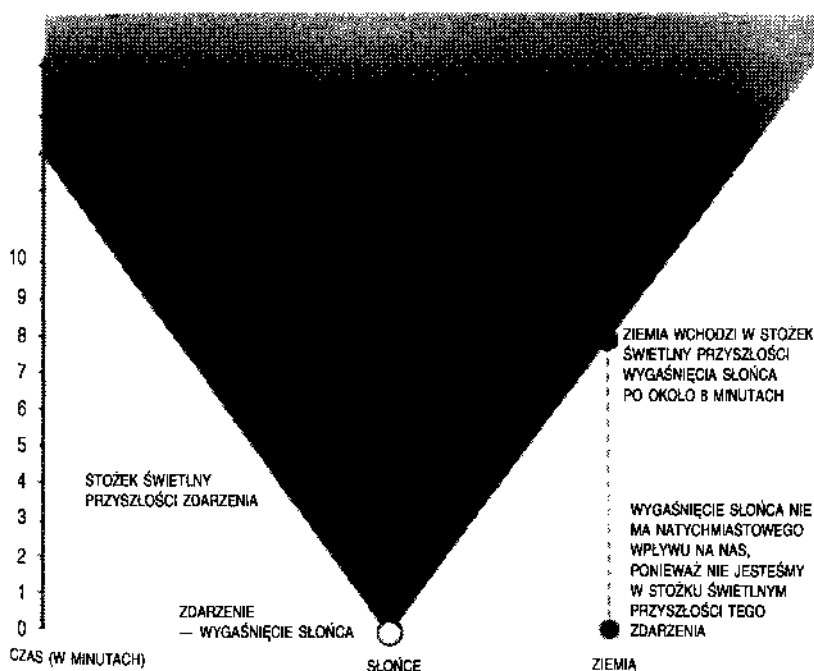 10
9
8
7
6
5
4
3
2
1
0
CZAS (W MINUTACH)
STOŻEK ŚWIETLNY
PRZYSZŁOŚCI ZDARZENIA
ZDARZENIE
— WYGAŚNIĘCIE SŁOŃCA
SŁOŃCE
ZIEMIA WCHODZI W STOŻEK
ŚWIETLNY PRZYSZŁOŚCI
WYGAŚNIĘCIA SŁOŃCA
PO OKOŁO 8 MINUTACH
WYGAŚNIĘCIE SŁOŃCA NIE
MA NATYCHMIASTOWEGO
WPŁYWU NA NAS,
PONIEWAŻ NIE JESTEŚMY
W STOŻKU ŚWIETLNYM
PRZYSZŁOŚCI TEGO
ZDARZENIA
ZIEMIA